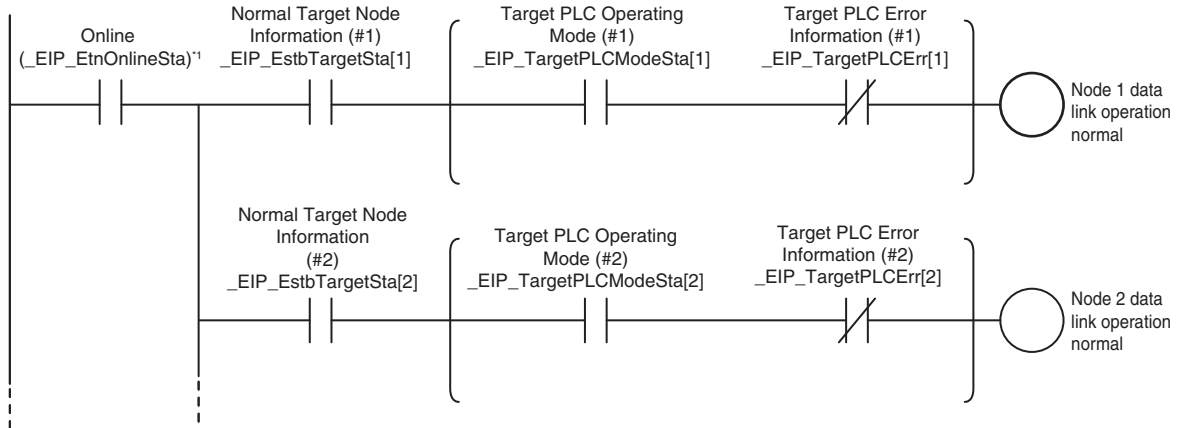 Online
(_EIP_EtnOnlineSta)*1
Normal Target Node
Information (#1)
_EIP_EstbTargetSta[1]
Target PLC Operating
Mode (#1)
_EIP_TargetPLCModeSta[1]
Target PLC Error
Information (#1)
_EIP_TargetPLCErr[1]
Node 1 data
link operation
normal
Normal Target Node
Information
(#2)
_EIP_EstbTargetSta[2]
Target PLC Operating
Mode (#2)
_EIP_TargetPLCModeSta[2]
Target PLC Error
Information (#2)
_EIP_TargetPLCErr[2]
Node 2 data
link operation
normal